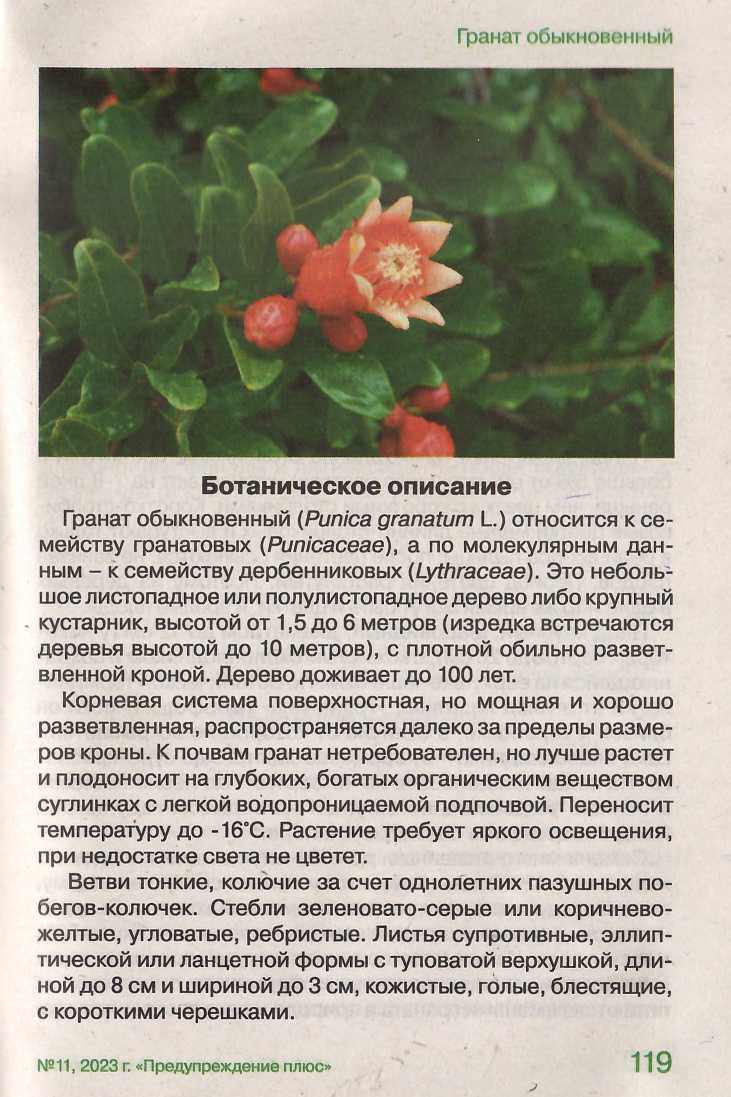 Гранат обыкновенный
Ботаническое описание
Гранат обыкновенный (Punica granatum L.) относится к се-
мейству гранатовых (Punicaceae), а по молекулярным дан-
ным – к семейству дербенниковых (Lythraceae). Это неболь-
шое листопадное или полулистопадное дерево либо крупный
кустарник, высотой от 1,5 до 6 метров (изредка встречаются
деревья высотой до 10 метров), с плотной обильно развет-
вленной кроной. Дерево доживает до 100 лет.
Корневая система поверхностная, но мощная и хорошо
разветвленная, распространяется далеко за пределы разме-
ров кроны. К почвам гранат нетребователен, но лучше растет
и плодоносит на глубоких, богатых органическим веществом
суглинках с легкой водопроницаемой подпочвой. Переносит
температуру до -16°С. Растение требует яркого освещения,
при недостатке света не цветет.
Ветви тонкие, колючие за счет однолетних пазушных по-
бегов-колючек. Стебли зеленовато-серые или коричнево-
желтые, угловатые, ребристые. Листья супротивные, эллип-
тической или ланцетной формы с туповатой верхушкой, дли-
ной до 8 см и шириной до 3 см, кожистые, голые, блестящие,
с короткими черешками.
№11, 2023 г. «Предупреждение плюс»
119